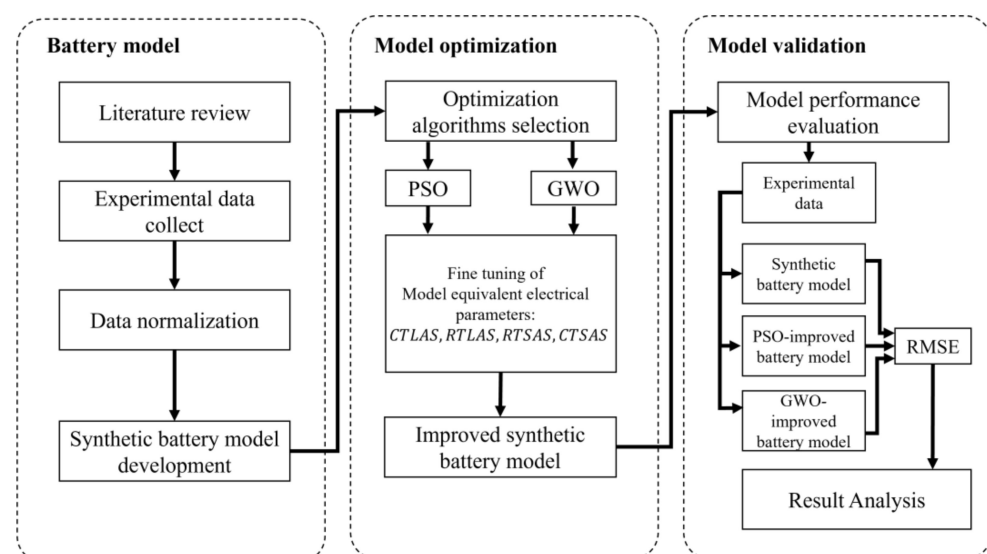 Battery model
Literature review
Experimental data
collect
Data normalization
Synthetic battery model
development
Model optimization
Optimization
algorithms selection
PSO
GWO
Fine tuning of
Model equivalent electrical
parameters:
CTLAS, RTLAS, RTSAS, CTSAS
Improved synthetic
battery model
Model validation
Model performance
evaluation
Experimental
data
Synthetic
battery model
PSO-improved
battery model
GWO-
improved
battery model
RMSE
Result Analysis